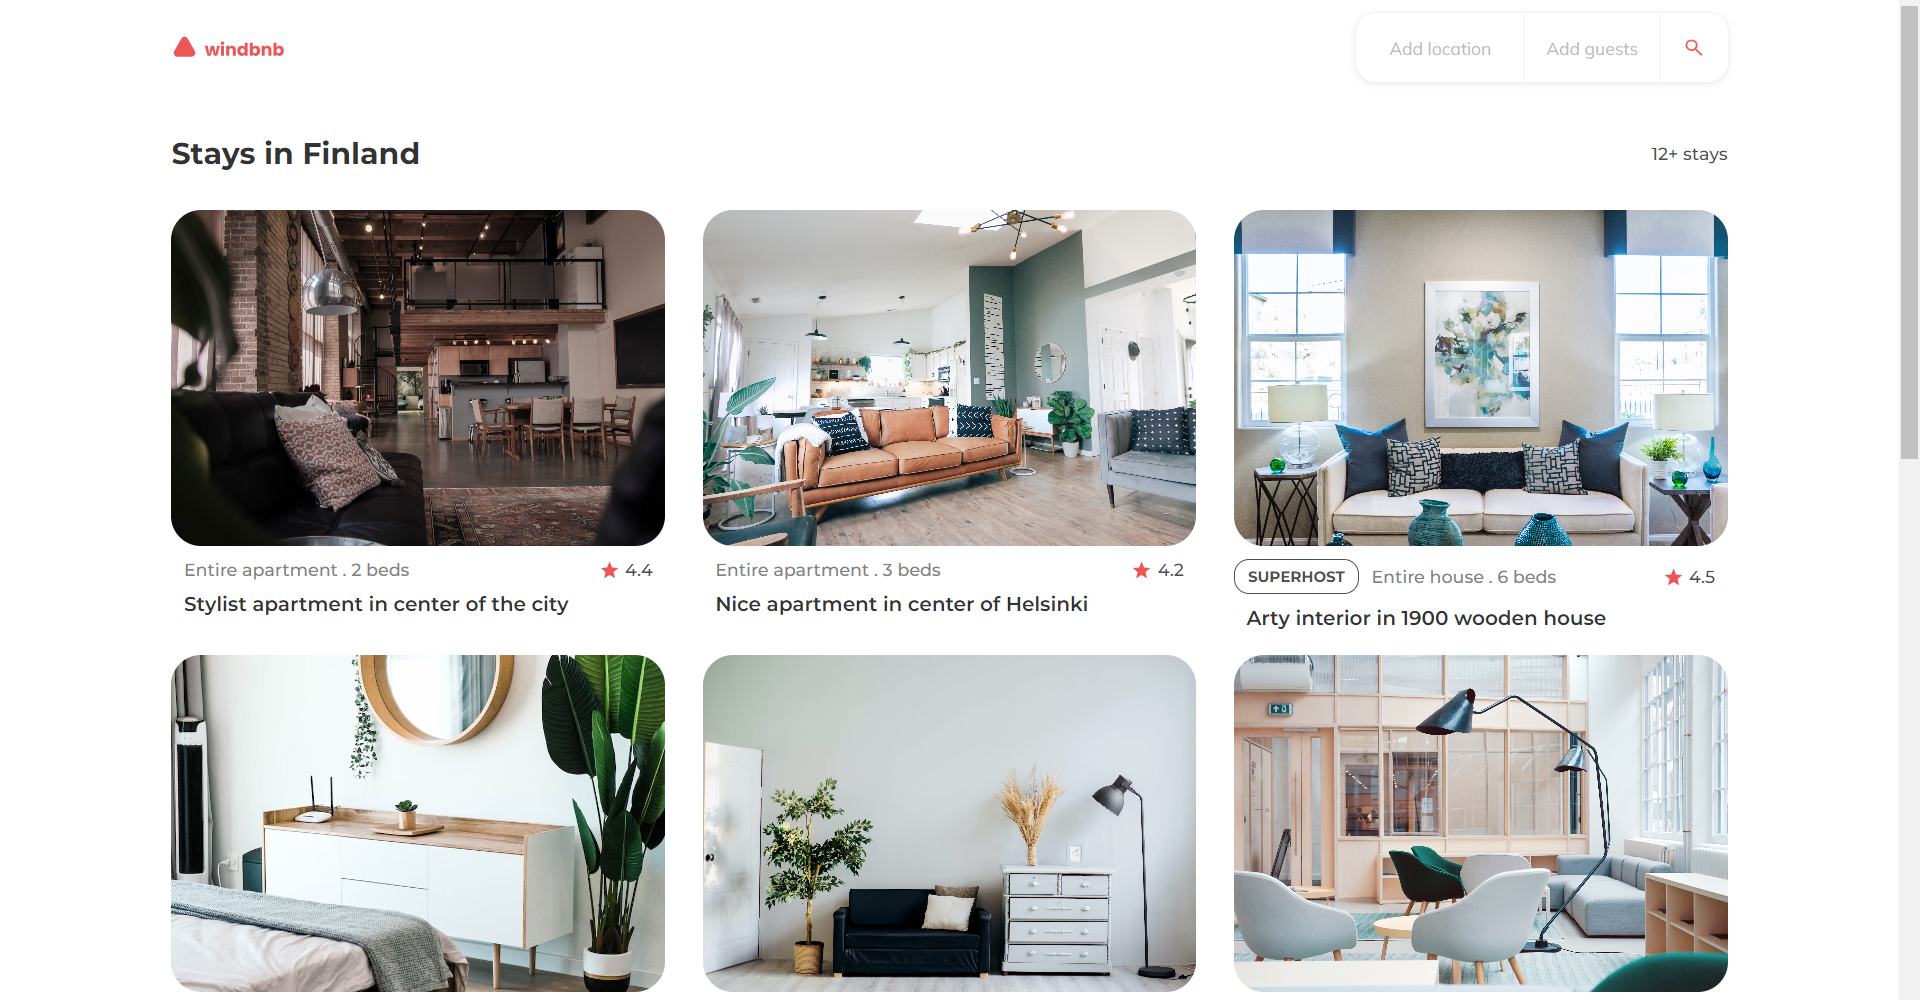 windbnb
Add location
Add guests
Stays in Finland
12+ stays
Entire apartment . 2 beds
4.4
Stylist apartment in center of the city
Entire apartment . 3 beds
4.2
Nice apartment in center of Helsinki
SUPERHOST
Entire house . 6 beds
4.5
Arty interior in 1900 wooden house